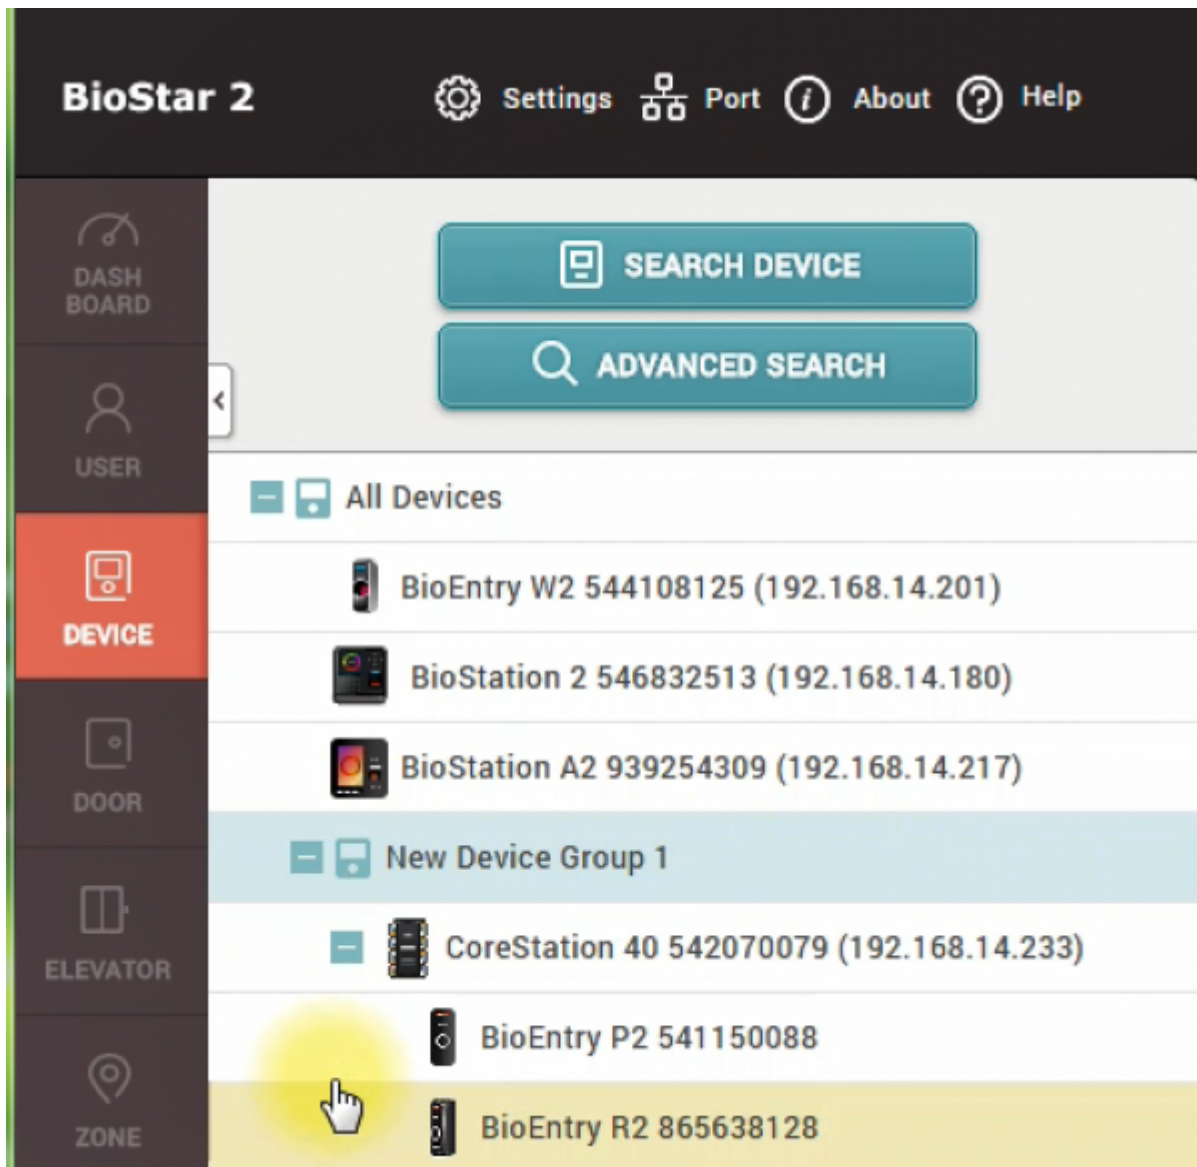 BioStar 2
Settings
Port
About
Help
DASH
BOARD
USER
DEVICE
DOOR
ELEVATOR
ZONE
SEARCH DEVICE
ADVANCED SEARCH
All Devices
BioEntry W2 544108125 (192.168.14.201)
BioStation 2 546832513 (192.168.14.180)
BioStation A2 939254309 (192.168.14.217)
New Device Group 1
CoreStation 40 542070079 (192.168.14.233)
BioEntry P2 541150088
BioEntry R2 865638128